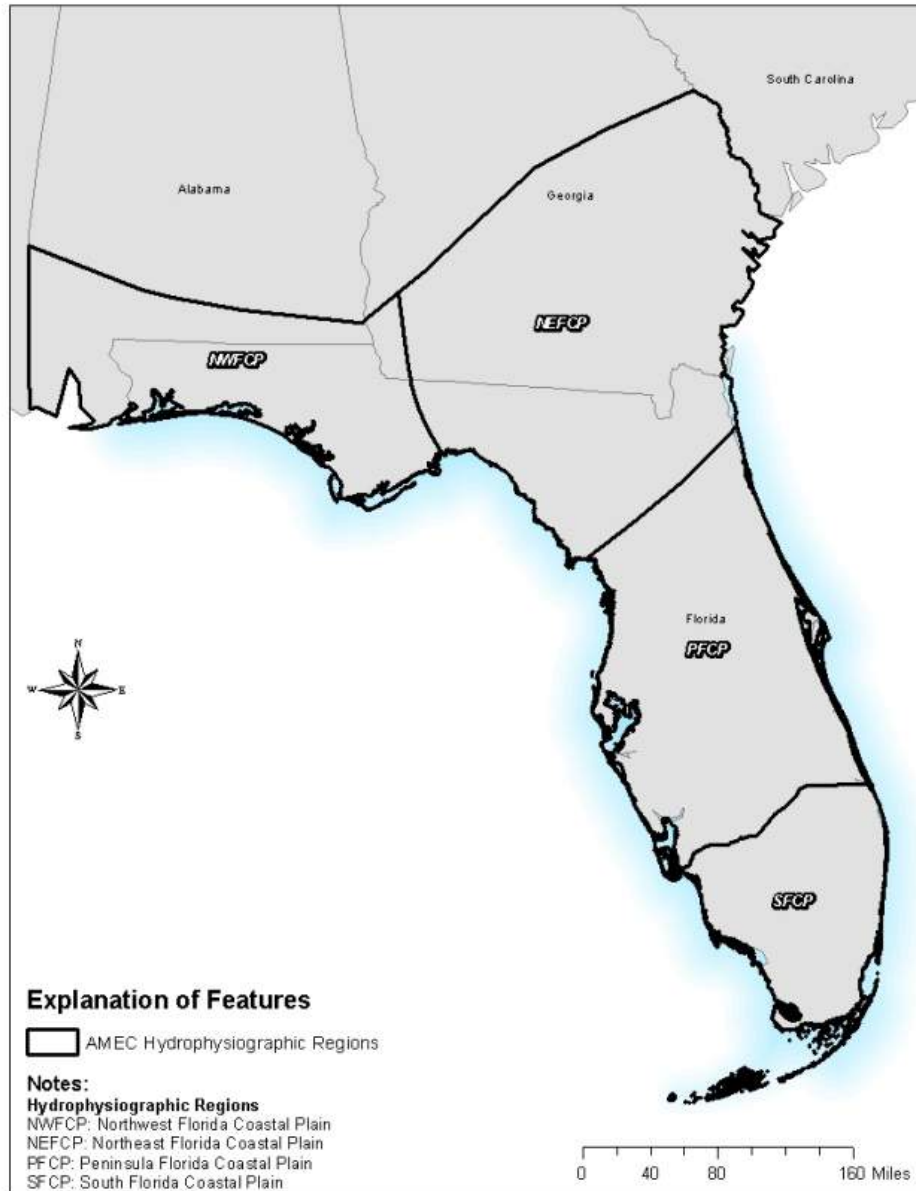 South Carolina
Alabama
Georgia
NEFCP
NWFCP
Florida
PFCP
N
W E
S
SFCP
Explanation of Features
AMEC Hydrophysiographic Regions
Notes:
Hydrophysiographic Regions
NWFCP: Northwest Florida Coastal Plain
NEFCP: Northeast Florida Coastal Plain
PFCP: Peninsula Florida Coastal Plain
SFCP: South Florida Coastal Plain
0 40 80 160 Miles